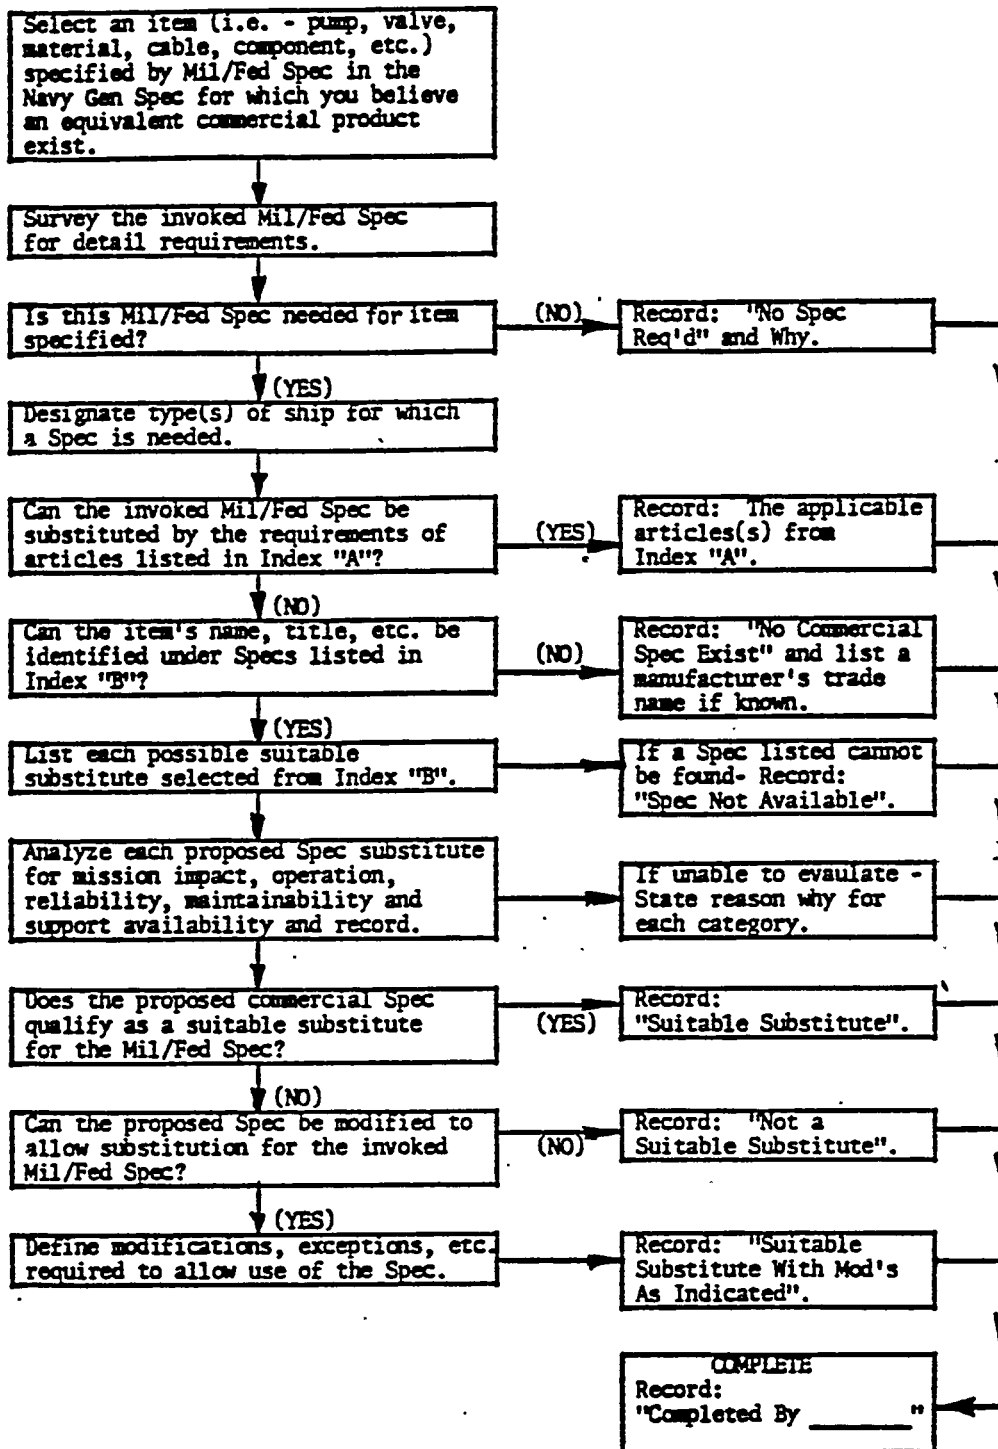 Select an item (i.e. - pump, valve,
material, cable, component, etc.)
specified by Mil/Fed Spec in the
Navy Gen Spec for which you believe
an equivalent commercial product
exist.
Survey the invoked Mil/Fed Spec
for detail requirements.
Is this Mil/Fed Spec needed for item
specified?
(NO)
Record: "No Spec
Req'd" and Why.
(YES)
Designate type(s) of ship for which
a Spec is needed.
Can the invoked Mil/Fed Spec be
substituted by the requirements of
articles listed in Index "A"?
(YES)
Record: The applicable
articles(s) from
Index "A".
(NO)
Can the item's name, title, etc. be
identified under Specs listed in
Index "B"?
(NO)
Record: "No Commercial
Spec Exist" and list a
manufacturer's trade
name if known.
(YES)
List each possible suitable
substitute selected from Index "B".
If a Spec listed cannot
be found- Record:
"Spec Not Available".
Analyze each proposed Spec substitute
for mission impact, operation,
reliability, maintainability and
support availability and record.
If unable to evaulate -
State reason why for
each category.
Does the proposed commercial Spec
qualify as a suitable substitute
for the Mil/Fed Spec?
(YES)
Record:
"Suitable Substitute".
(NO)
Can the proposed Spec be modified to
allow substitution for the invoked
Mil/Fed Spec?
(NO)
Record: "Not a
Suitable Substitute".
(YES)
Define modifications, exceptions, etc.
required to allow use of the Spec.
Record: "Suitable
Substitute With Mod's
As Indicated".
COMPLETE
Record:
"Completed By ________"